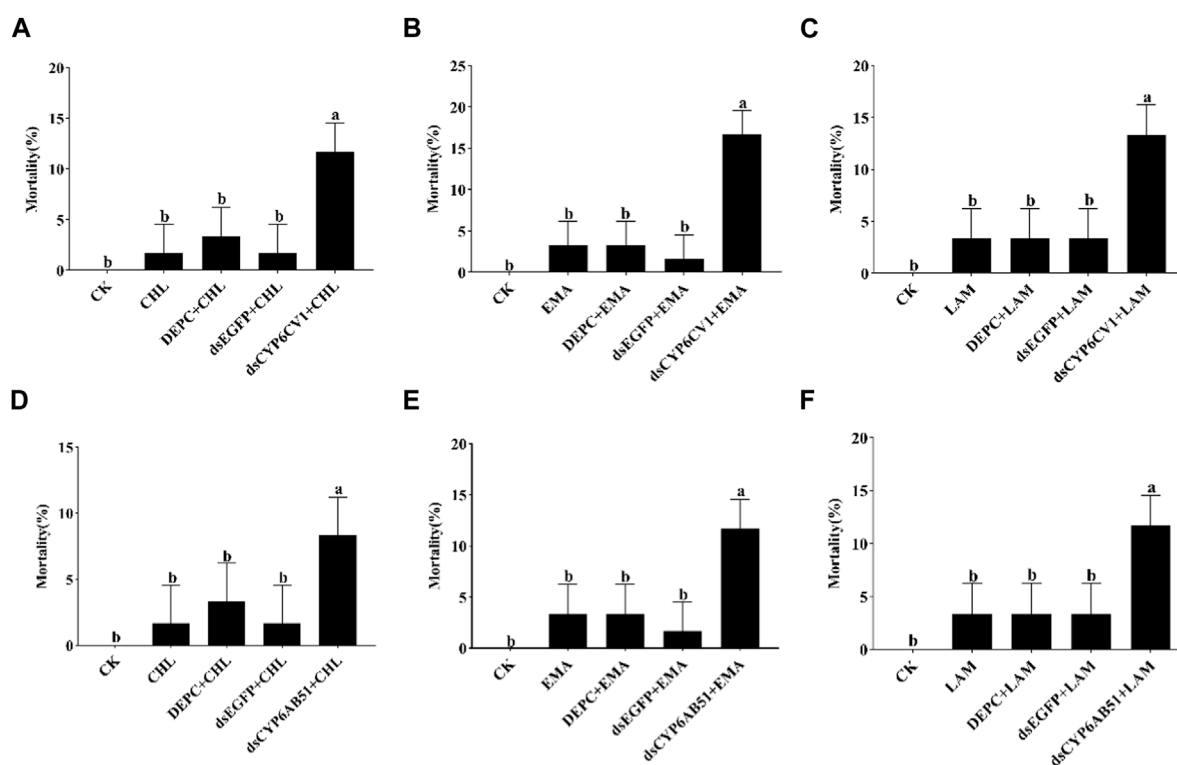 A
Mortality(%)
20
15
10
5
0
b
b
b
b
a
CK
CHL
DEPC+CHL
dsEGFP+CHL
dsCYP6CV1+CHL
B
Mortality(%)
25
20
15
10
5
0
b
b
b
b
a
CK
EMA
DEPC+EMA
dsEGFP+EMA
dsCYP6CV1+EMA
C
Mortality(%)
20
15
10
5
0
b
b
b
b
a
CK
LAM
DEPC+LAM
dsEGFP+LAM
dsCYP6CV1+LAM
D
Mortality(%)
15
10
5
0
b
b
b
b
a
CK
CHL
DEPC+CHL
dsEGFP+CHL
dsCYP6AB51+CHL
E
Mortality(%)
20
15
10
5
0
b
b
b
b
a
CK
EMA
DEPC+EMA
dsEGFP+EMA
dsCYP6AB51+EMA
F
Mortality(%)
20
15
10
5
0
b
b
b
b
a
CK
LAM
DEPC+LAM
dsEGFP+LAM
dsCYP6AB51+LAM